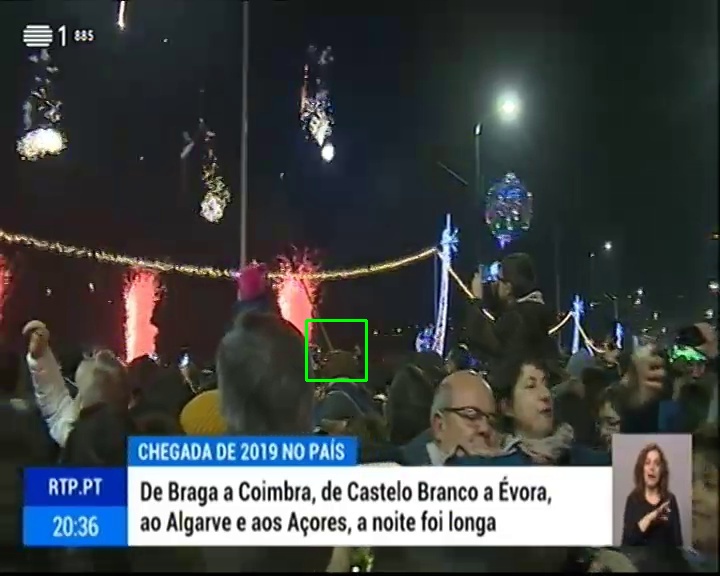 1 885
CHEGADA DE 2019 NO PAÍS
RTP.PT
20:36
De Braga a Coimbra, de Castelo Branco a Évora,
ao Algarve e aos Açores, a noite foi longa